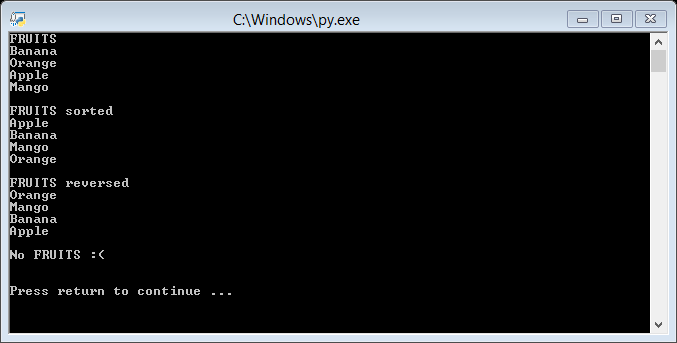 C:\Windows\py.exe
FRUITS
Banana
Orange
Apple
Mango
FRUITS sorted
Apple
Banana
Mango
Orange
FRUITS reversed
Orange
Mango
Banana
Apple
No FRUITS :(
Press return to continue ...